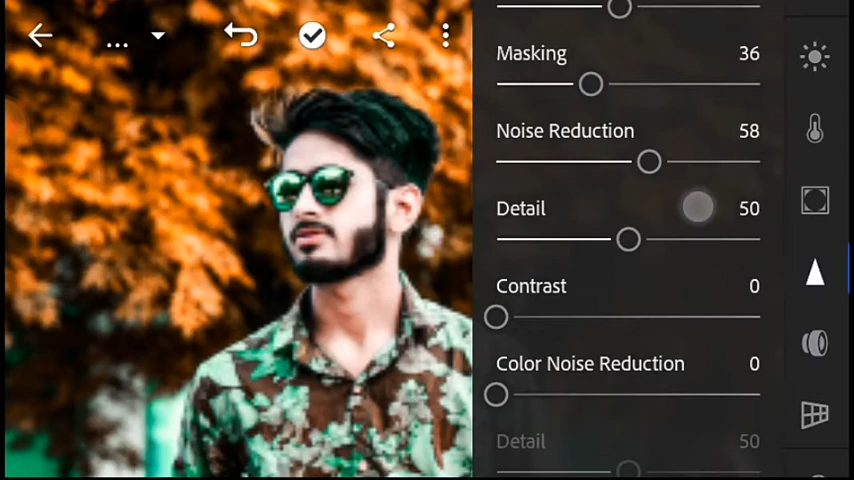 ...
Masking 36
Noise Reduction 58
Detail 50
Contrast 0
Color Noise Reduction 0
Detail 50